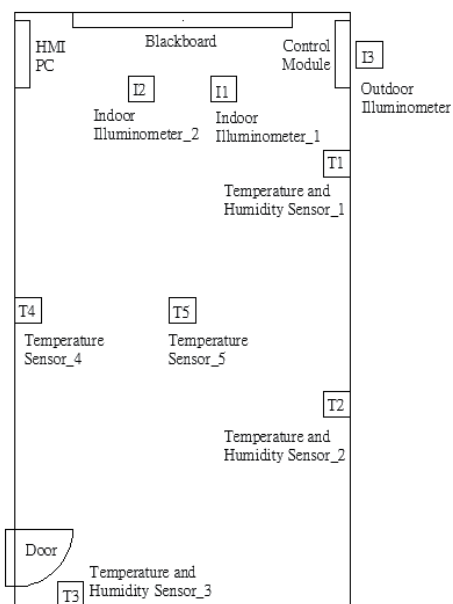 HMI
PC
Blackboard
Control
Module
I3
Outdoor
Illuminometer
I2
Indoor
Illuminometer_2
I1
Indoor
Illuminometer_1
T1
Temperature and
Humidity Sensor_1
T4
Temperature
Sensor_4
T5
Temperature
Sensor_5
T2
Temperature and
Humidity Sensor_2
Door
T3
Temperature and
Humidity Sensor_3